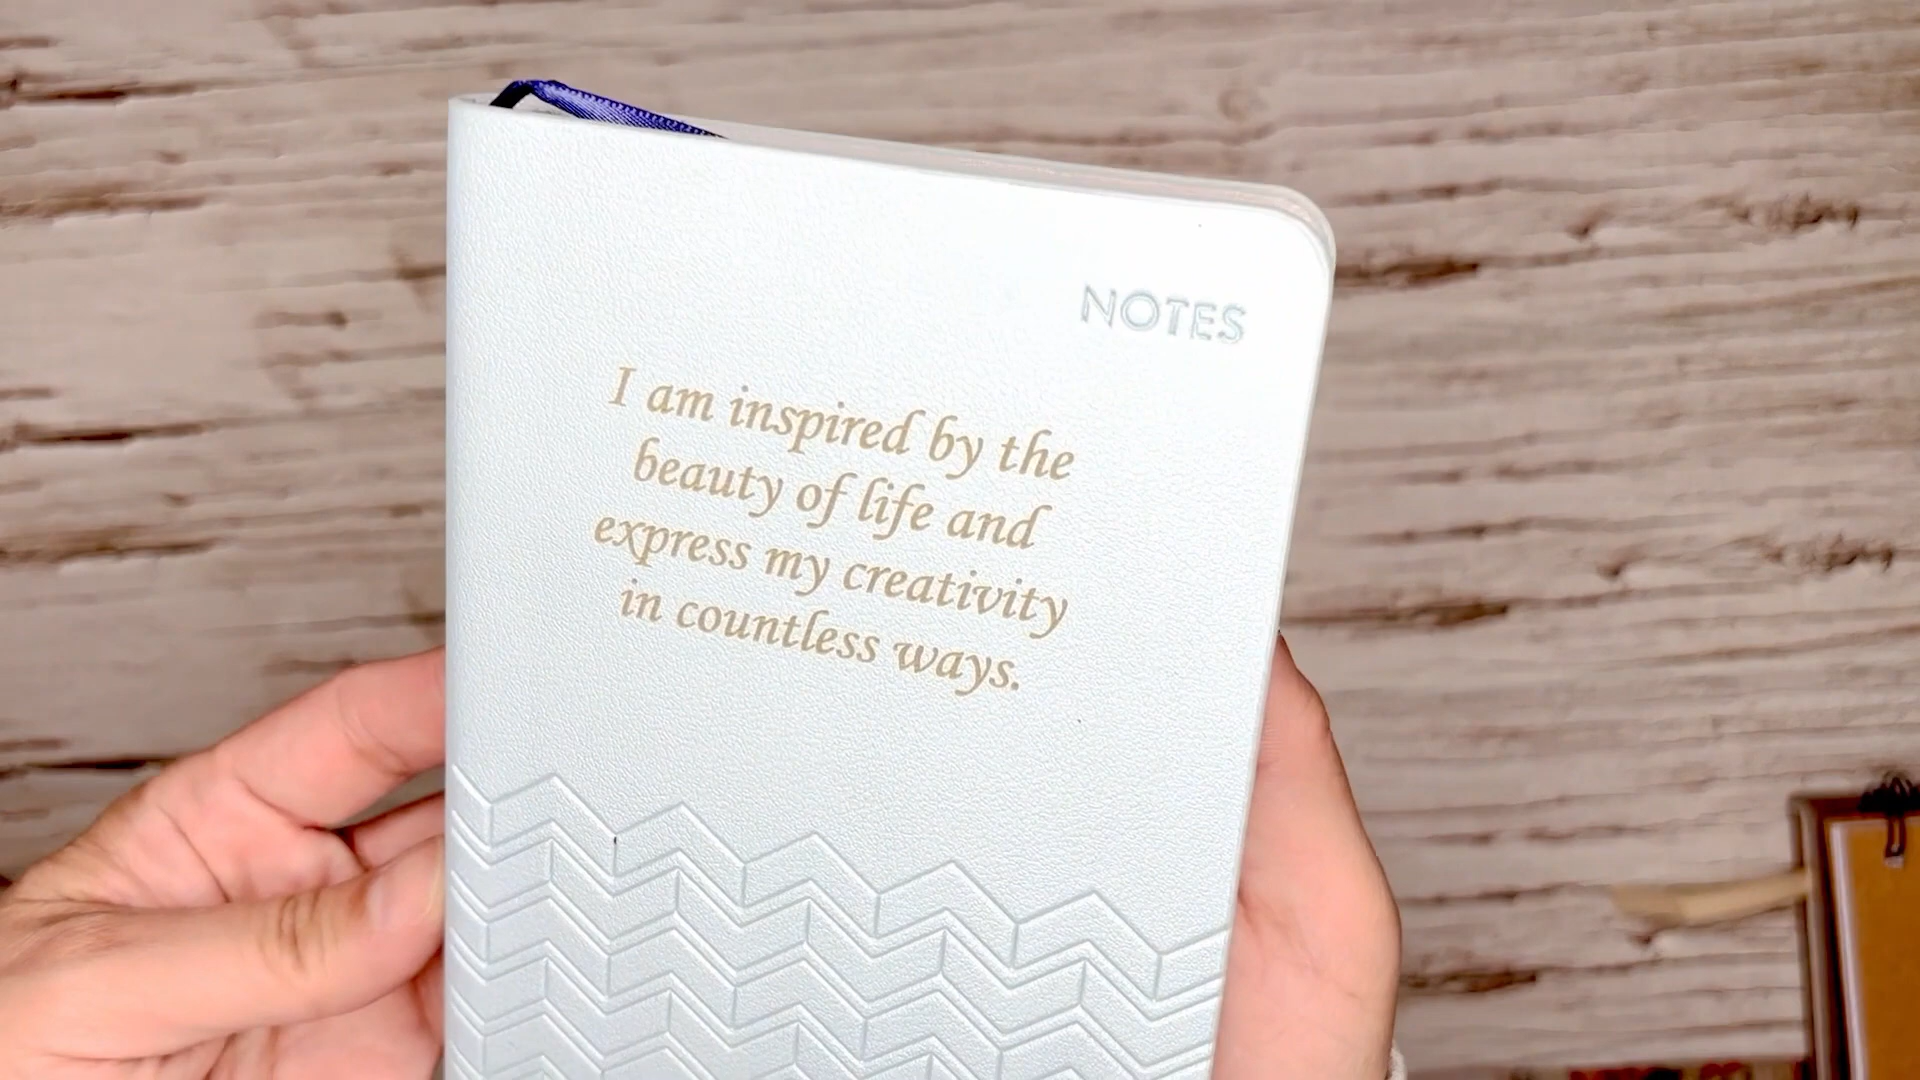 NOTES
I am inspired by the
beauty of life and
express my creativity
in countless ways.